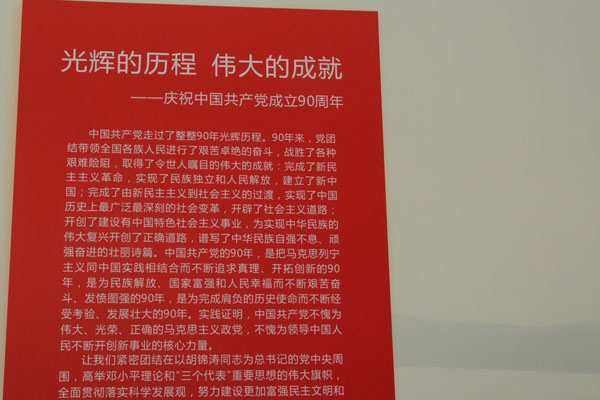 光辉的历程 伟大的成就
——庆祝中国共产党成立90周年
中国共产党走过了整整90年光辉历程。90年来，党团
结带领全国各族人民进行了艰苦卓绝的奋斗，战胜了各种
艰难险阻，取得了令世人瞩目的伟大的成就：完成了新民
主主义革命，实现了民族独立和人民解放，建立了新中
国；完成了由新民主主义到社会主义的过渡，实现了中国
历史上最广泛最深刻的社会变革，开辟了社会主义道路；
开创了建设有中国特色社会主义事业，为实现中华民族的
伟大复兴开创了正确道路，谱写了中华民族自强不息、顽
强奋进的壮丽诗篇。中国共产党的90年，是把马克思列宁
主义同中国实践相结合而不断追求真理、开拓创新的90
年，是为民族解放、国家富强和人民幸福而不断艰苦奋
斗、发愤图强的90年，是为完成肩负的历史使命而不断经
受考验、发展壮大的90年。实践证明，中国共产党不愧为
伟大、光荣、正确的马克思主义政党，不愧为领导中国人
民不断开创新事业的核心力量。
让我们紧密团结在以胡锦涛同志为总书记的党中央周
围，高举邓小平理论和“三个代表”重要思想的伟大旗帜，
全面贯彻落实科学发展观，努力建设更加富强民主文明和